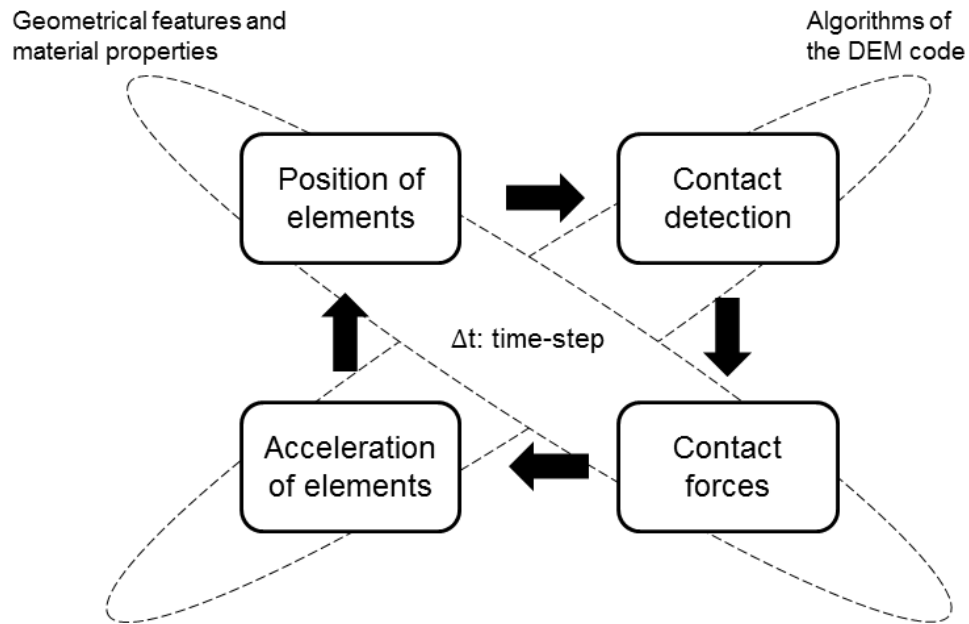 Geometrical features and
material properties
Algorithms of
the DEM code
Position of
elements
Contact
detection
Δt: time-step
Acceleration
of elements
Contact
forces